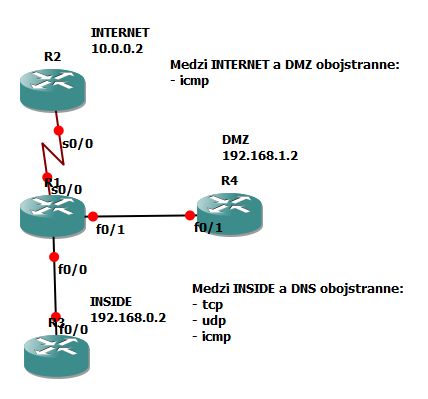 INTERNET
10.0.0.2
R2
Medzi INTERNET a DMZ obojstranne:
- icmp
s0/0
DMZ
192.168.1.2
R1
s0/0
R4
f0/1
f0/1
f0/0
INSIDE
192.168.0.2
Medzi INSIDE a DNS obojstranne:
- tcp
- udp
- icmp
R3
f0/0